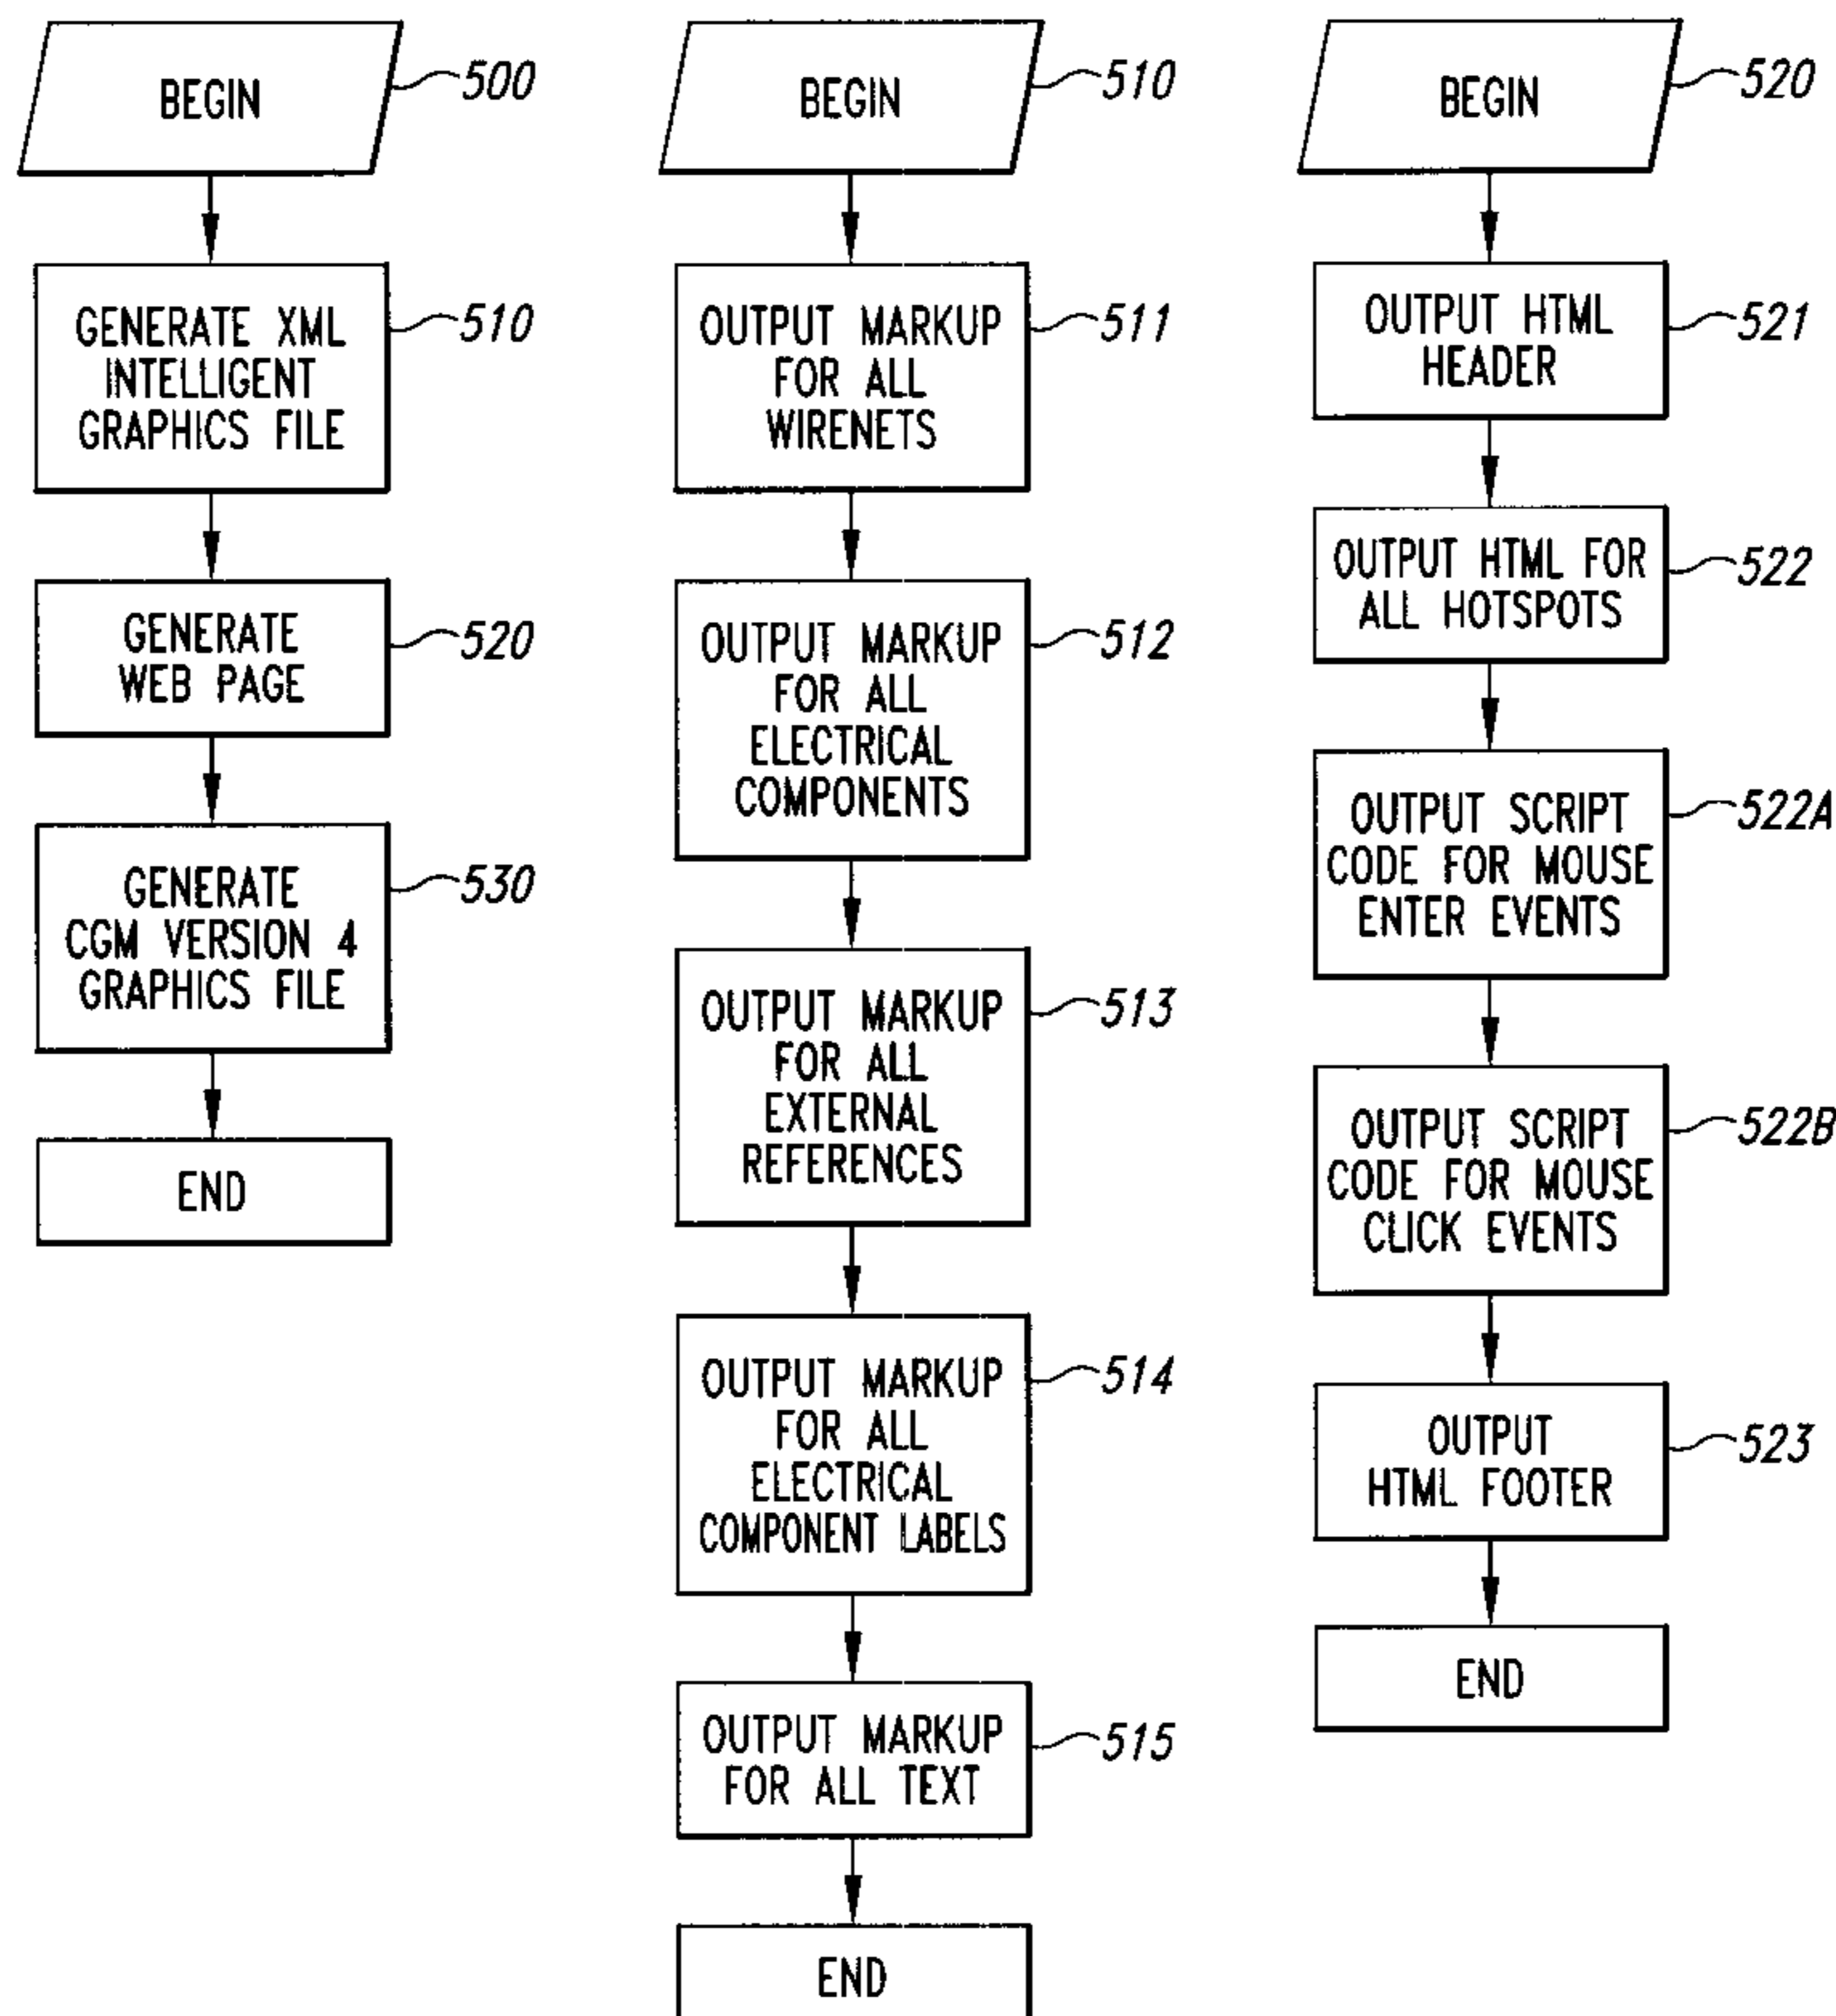 BEGIN
500
GENERATE XML
INTELLIGENT
GRAPHICS FILE
510
GENERATE
WEB PAGE
520
GENERATE
CGM VERSION 4
GRAPHICS FILE
530
END
BEGIN
510
OUTPUT MARKUP
FOR ALL
WIRENETS
511
OUTPUT MARKUP
FOR ALL
ELECTRICAL
COMPONENTS
512
OUTPUT MARKUP
FOR ALL
EXTERNAL
REFERENCES
513
OUTPUT MARKUP
FOR ALL
ELECTRICAL
COMPONENT LABELS
514
OUTPUT MARKUP
FOR ALL TEXT
515
END
BEGIN
520
OUTPUT HTML
HEADER
521
OUTPUT HTML FOR
ALL HOTSPOTS
522
OUTPUT SCRIPT
CODE FOR MOUSE
ENTER EVENTS
522A
OUTPUT SCRIPT
CODE FOR MOUSE
CLICK EVENTS
522B
OUTPUT
HTML FOOTER
523
END